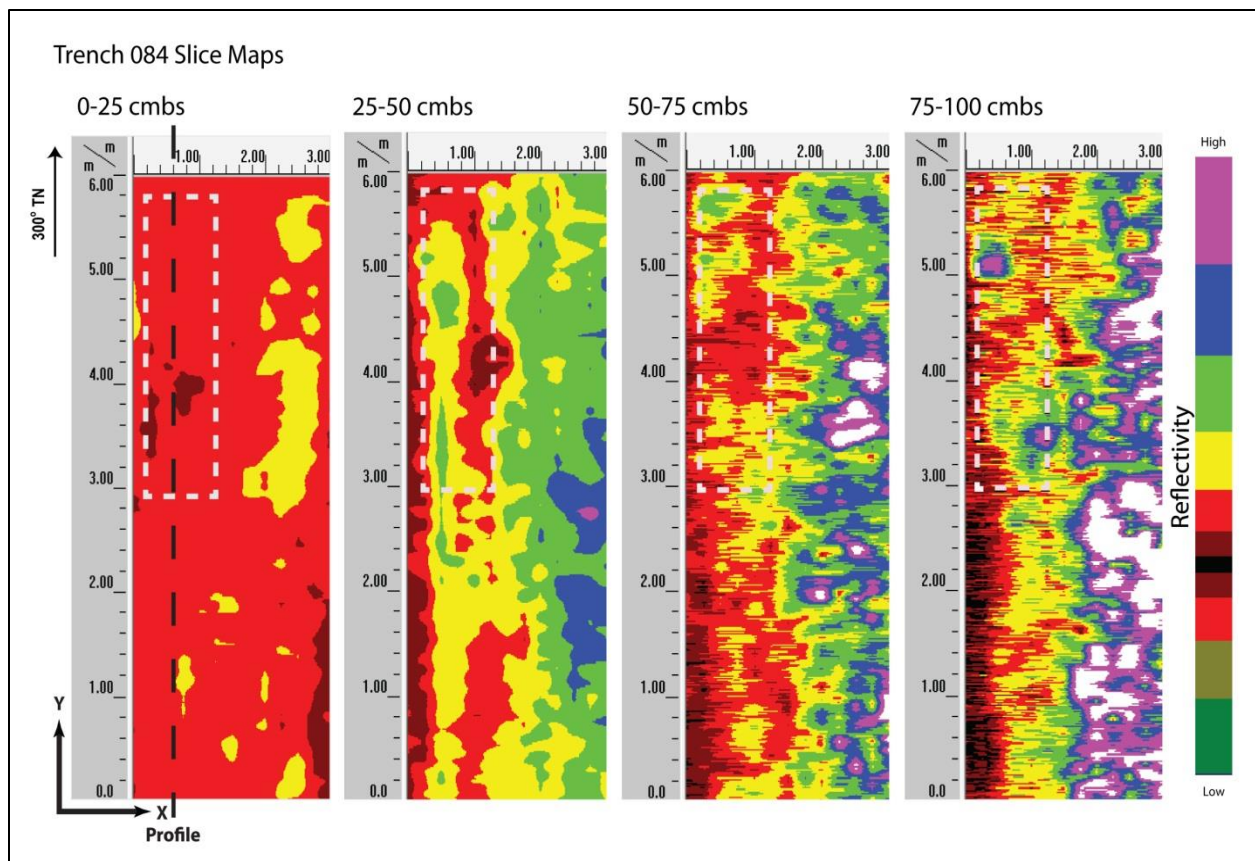 Trench 084 Slice Maps
0-25 cmbs
25-50 cmbs
50-75 cmbs
75-100 cmbs
m
m
1.00 2.00 3.00
6.00
5.00
4.00
3.00
2.00
1.00
0.0
m
m
1.00 2.00 3.00
6.00
5.00
4.00
3.00
2.00
1.00
0.0
m
m
1.00 2.00 3.00
6.00
5.00
4.00
3.00
2.00
1.00
0.0
m
m
1.00 2.00 3.00
6.00
5.00
4.00
3.00
2.00
1.00
0.0
300° TN
Y
X
Profile
High
Reflectivity
Low